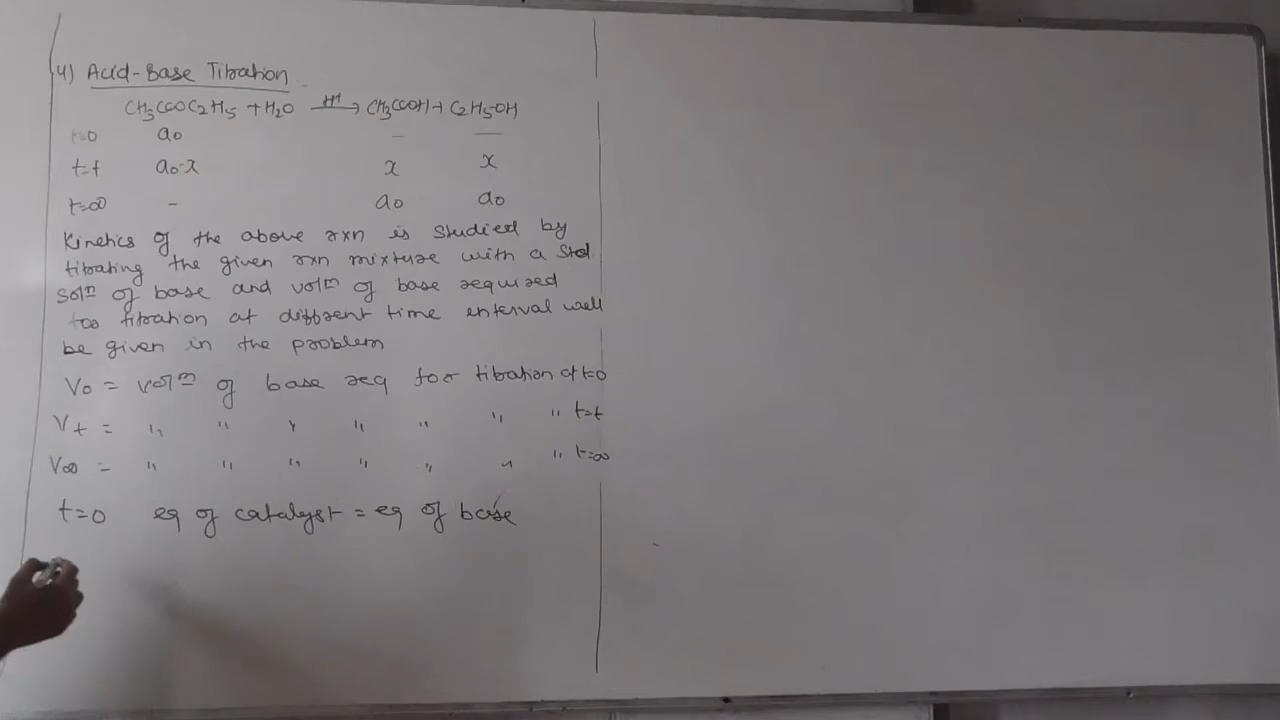 4) Acid-Base Titration
CH3COOC2H5 + H2O H+→ CH3COOH + C2H5OH
t=0 a0 – —
t=t a0-x x x
t=∞ - a0 a0
Kinetics of the above rxn is studied by
titrating the given rxn mixture with a std.
solⁿ of base and volᵐ of base required
for titration at different time interval will
be given in the problem
V0 = volᵐ of base req for titration at t=0
Vt = " " " " " " " t=t
V∞ = " " " " " " " t=∞
t=0 eq of catalyst = eq of base